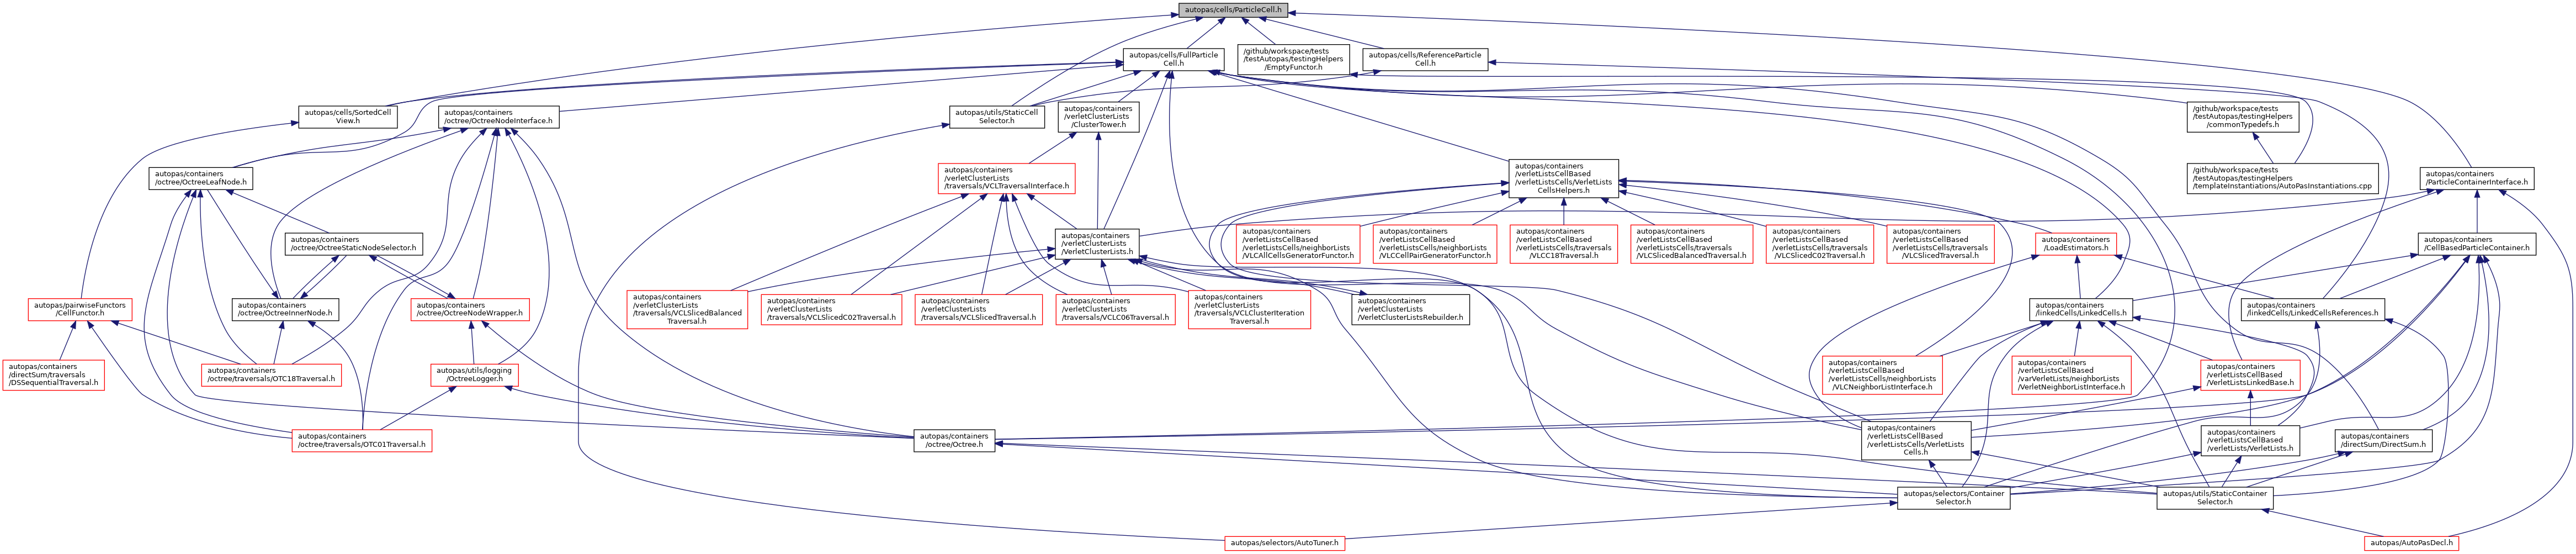 autopas/cells/ParticleCell.h
autopas/cells/FullParticle
Cell.h
/github/workspace/tests
/testAutopas/testingHelpers
/EmptyFunctor.h
autopas/cells/ReferenceParticle
Cell.h
autopas/cells/SortedCell
View.h
autopas/containers
/octree/OctreeNodeInterface.h
autopas/utils/StaticCell
Selector.h
autopas/containers
/verletClusterLists
/ClusterTower.h
/github/workspace/tests
/testAutopas/testingHelpers
/commonTypedefs.h
autopas/containers
/octree/OctreeLeafNode.h
autopas/containers
/verletClusterLists
/traversals/VCLTraversalInterface.h
autopas/containers
/verletListsCellBased
/verletListsCells/VerletLists
CellsHelpers.h
/github/workspace/tests
/testAutopas/testingHelpers
/templateInstantiations/AutoPasInstantiations.cpp
autopas/containers
/ParticleContainerInterface.h
autopas/containers
/octree/OctreeStaticNodeSelector.h
autopas/containers
/verletClusterLists
/VerletClusterLists.h
autopas/containers
/verletListsCellBased
/verletListsCells/neighborLists
/VLCAllCellsGeneratorFunctor.h
autopas/containers
/verletListsCellBased
/verletListsCells/neighborLists
/VLCCellPairGeneratorFunctor.h
autopas/containers
/verletListsCellBased
/verletListsCells/traversals
/VLCC18Traversal.h
autopas/containers
/verletListsCellBased
/verletListsCells/traversals
/VLCSlicedBalancedTraversal.h
autopas/containers
/verletListsCellBased
/verletListsCells/traversals
/VLCSlicedC02Traversal.h
autopas/containers
/verletListsCellBased
/verletListsCells/traversals
/VLCSlicedTraversal.h
autopas/containers
/LoadEstimators.h
autopas/containers
/CellBasedParticleContainer.h
autopas/pairwiseFunctors
/CellFunctor.h
autopas/containers
/octree/OctreeInnerNode.h
autopas/containers
/octree/OctreeNodeWrapper.h
autopas/containers
/verletClusterLists
/traversals/VCLSlicedBalanced
Traversal.h
autopas/containers
/verletClusterLists
/traversals/VCLSlicedC02Traversal.h
autopas/containers
/verletClusterLists
/traversals/VCLSlicedTraversal.h
autopas/containers
/verletClusterLists
/traversals/VCLC06Traversal.h
autopas/containers
/verletClusterLists
/traversals/VCLClusterIteration
Traversal.h
autopas/containers
/verletClusterLists
/VerletClusterListsRebuilder.h
autopas/containers
/linkedCells/LinkedCells.h
autopas/containers
/linkedCells/LinkedCellsReferences.h
autopas/containers
/directSum/traversals
/DSSequentialTraversal.h
autopas/containers
/octree/traversals/OTC18Traversal.h
autopas/utils/logging
/OctreeLogger.h
autopas/containers
/verletListsCellBased
/verletListsCells/neighborLists
/VLCNeighborListInterface.h
autopas/containers
/verletListsCellBased
/varVerletLists/neighborLists
/VerletNeighborListInterface.h
autopas/containers
/verletListsCellBased
/VerletListsLinkedBase.h
autopas/containers
/octree/traversals/OTC01Traversal.h
autopas/containers
/octree/Octree.h
autopas/containers
/verletListsCellBased
/verletListsCells/VerletLists
Cells.h
autopas/containers
/verletListsCellBased
/verletLists/VerletLists.h
autopas/containers
/directSum/DirectSum.h
autopas/selectors/Container
Selector.h
autopas/utils/StaticContainer
Selector.h
autopas/selectors/AutoTuner.h
autopas/AutoPasDecl.h